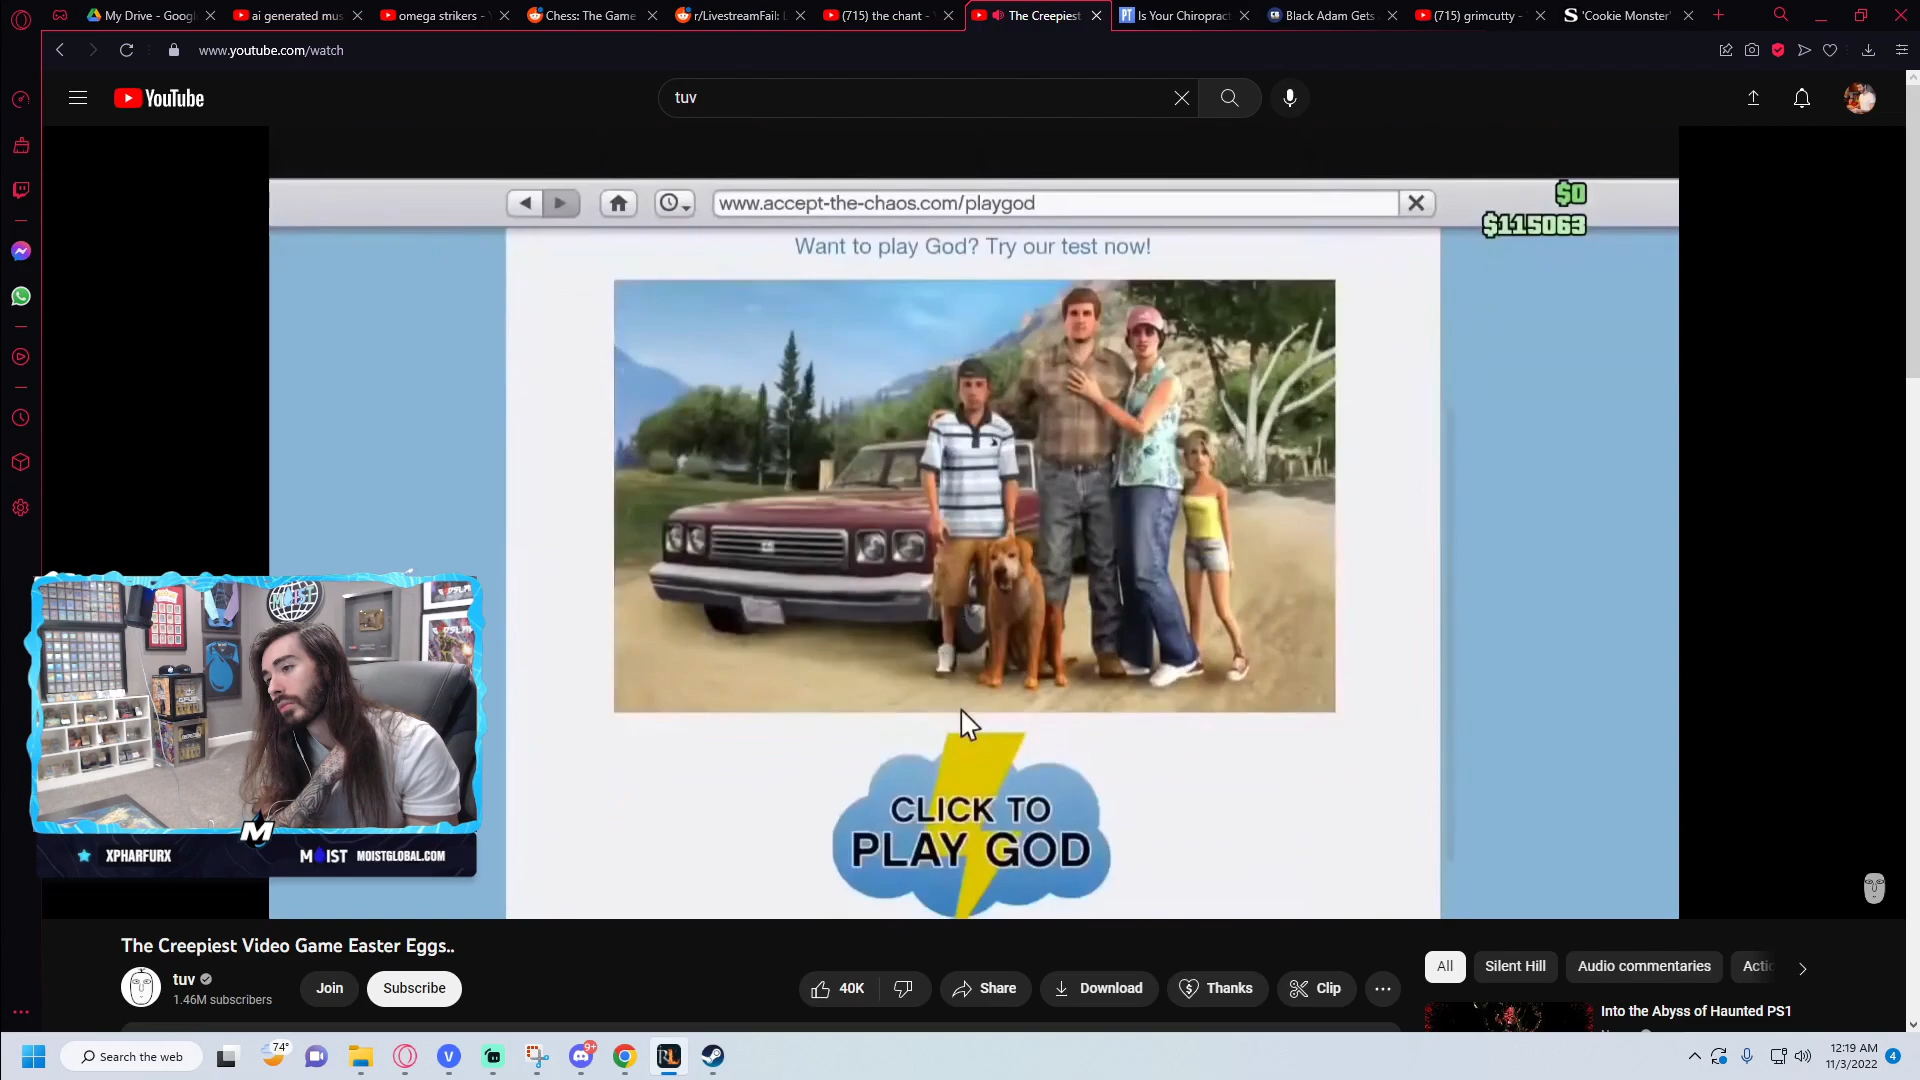 My Drive - Googl
ai generated mus
omega strikers - Y
Chess: The Game
r/LivestreamFail: L
(715) the chant - Y
The Creepiest
Is Your Chiropract
Black Adam Gets
(715) grimcutty -
'Cookie Monster'
www.youtube.com/watch
YouTube
tuv
$0
www.accept-the-chaos.com/playgod
$115063
Want to play God? Try our test now!
CLICK TO
PLAY GOD
M
XPHARFURX
MOIST
MOISTGLOBAL.COM
The Creepiest Video Game Easter Eggs..
tuv
1.46M subscribers
Join
Subscribe
40K
Share
Download
Thanks
Clip
All
Silent Hill
Audio commentaries
Actic
Into the Abyss of Haunted PS1
74°
Search the web
9+
12:19 AM
11/3/2022
4